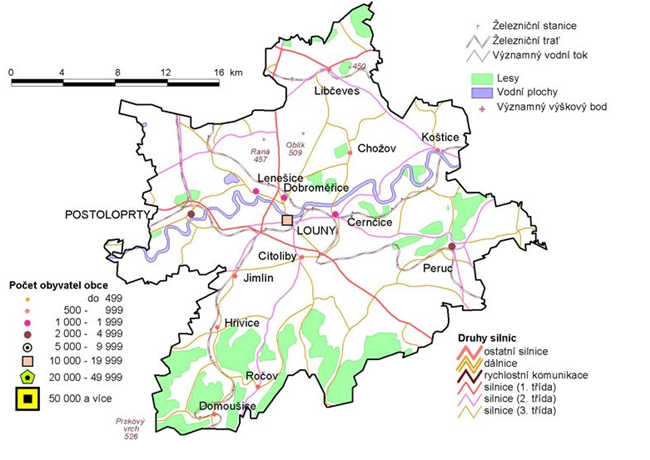 Železniční stanice
Železniční trať
Významný vodní tok
0 4 8 12 16 km
Lesy
Vodní plochy
Významný výškový bod
450
Libčeves
Koštice
Raná
457
Oblík
509
Chožov
Lenešice
Dobroměřice
POSTOLOPRTY
LOUNY
Černčice
Cítoliby
Peruc
Jimlín
Počet obyvatel obce
do 499
500 - 999
1 000 - 1 999
2 000 - 4 999
5 000 - 9 999
10 000 - 19 999
20 000 - 49 999
50 000 a více
Hřivice
Ročov
Domoušice
Pískový
vrch
526
Druhy silnic
ostatní silnice
dálnice
rychlostní komunikace
silnice (1. třída)
silnice (2. třída)
silnice (3. třída)